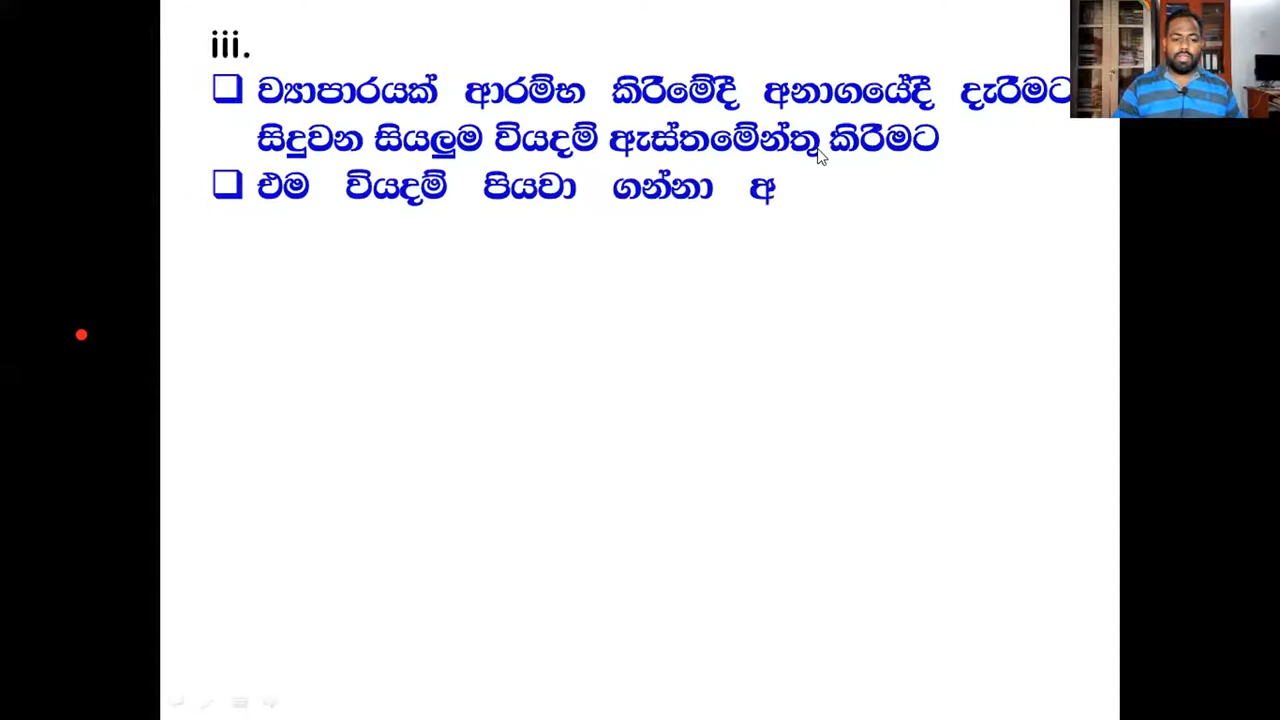 iii.
ව්‍යාපාරයක් ආරම්භ කිරීමේදී අනාගයේදී දැරීමට
සිදුවන සියලුම වියදම් ඇස්තමේන්තු කිරීමට
එම වියදම් පියවා ගන්නා අ